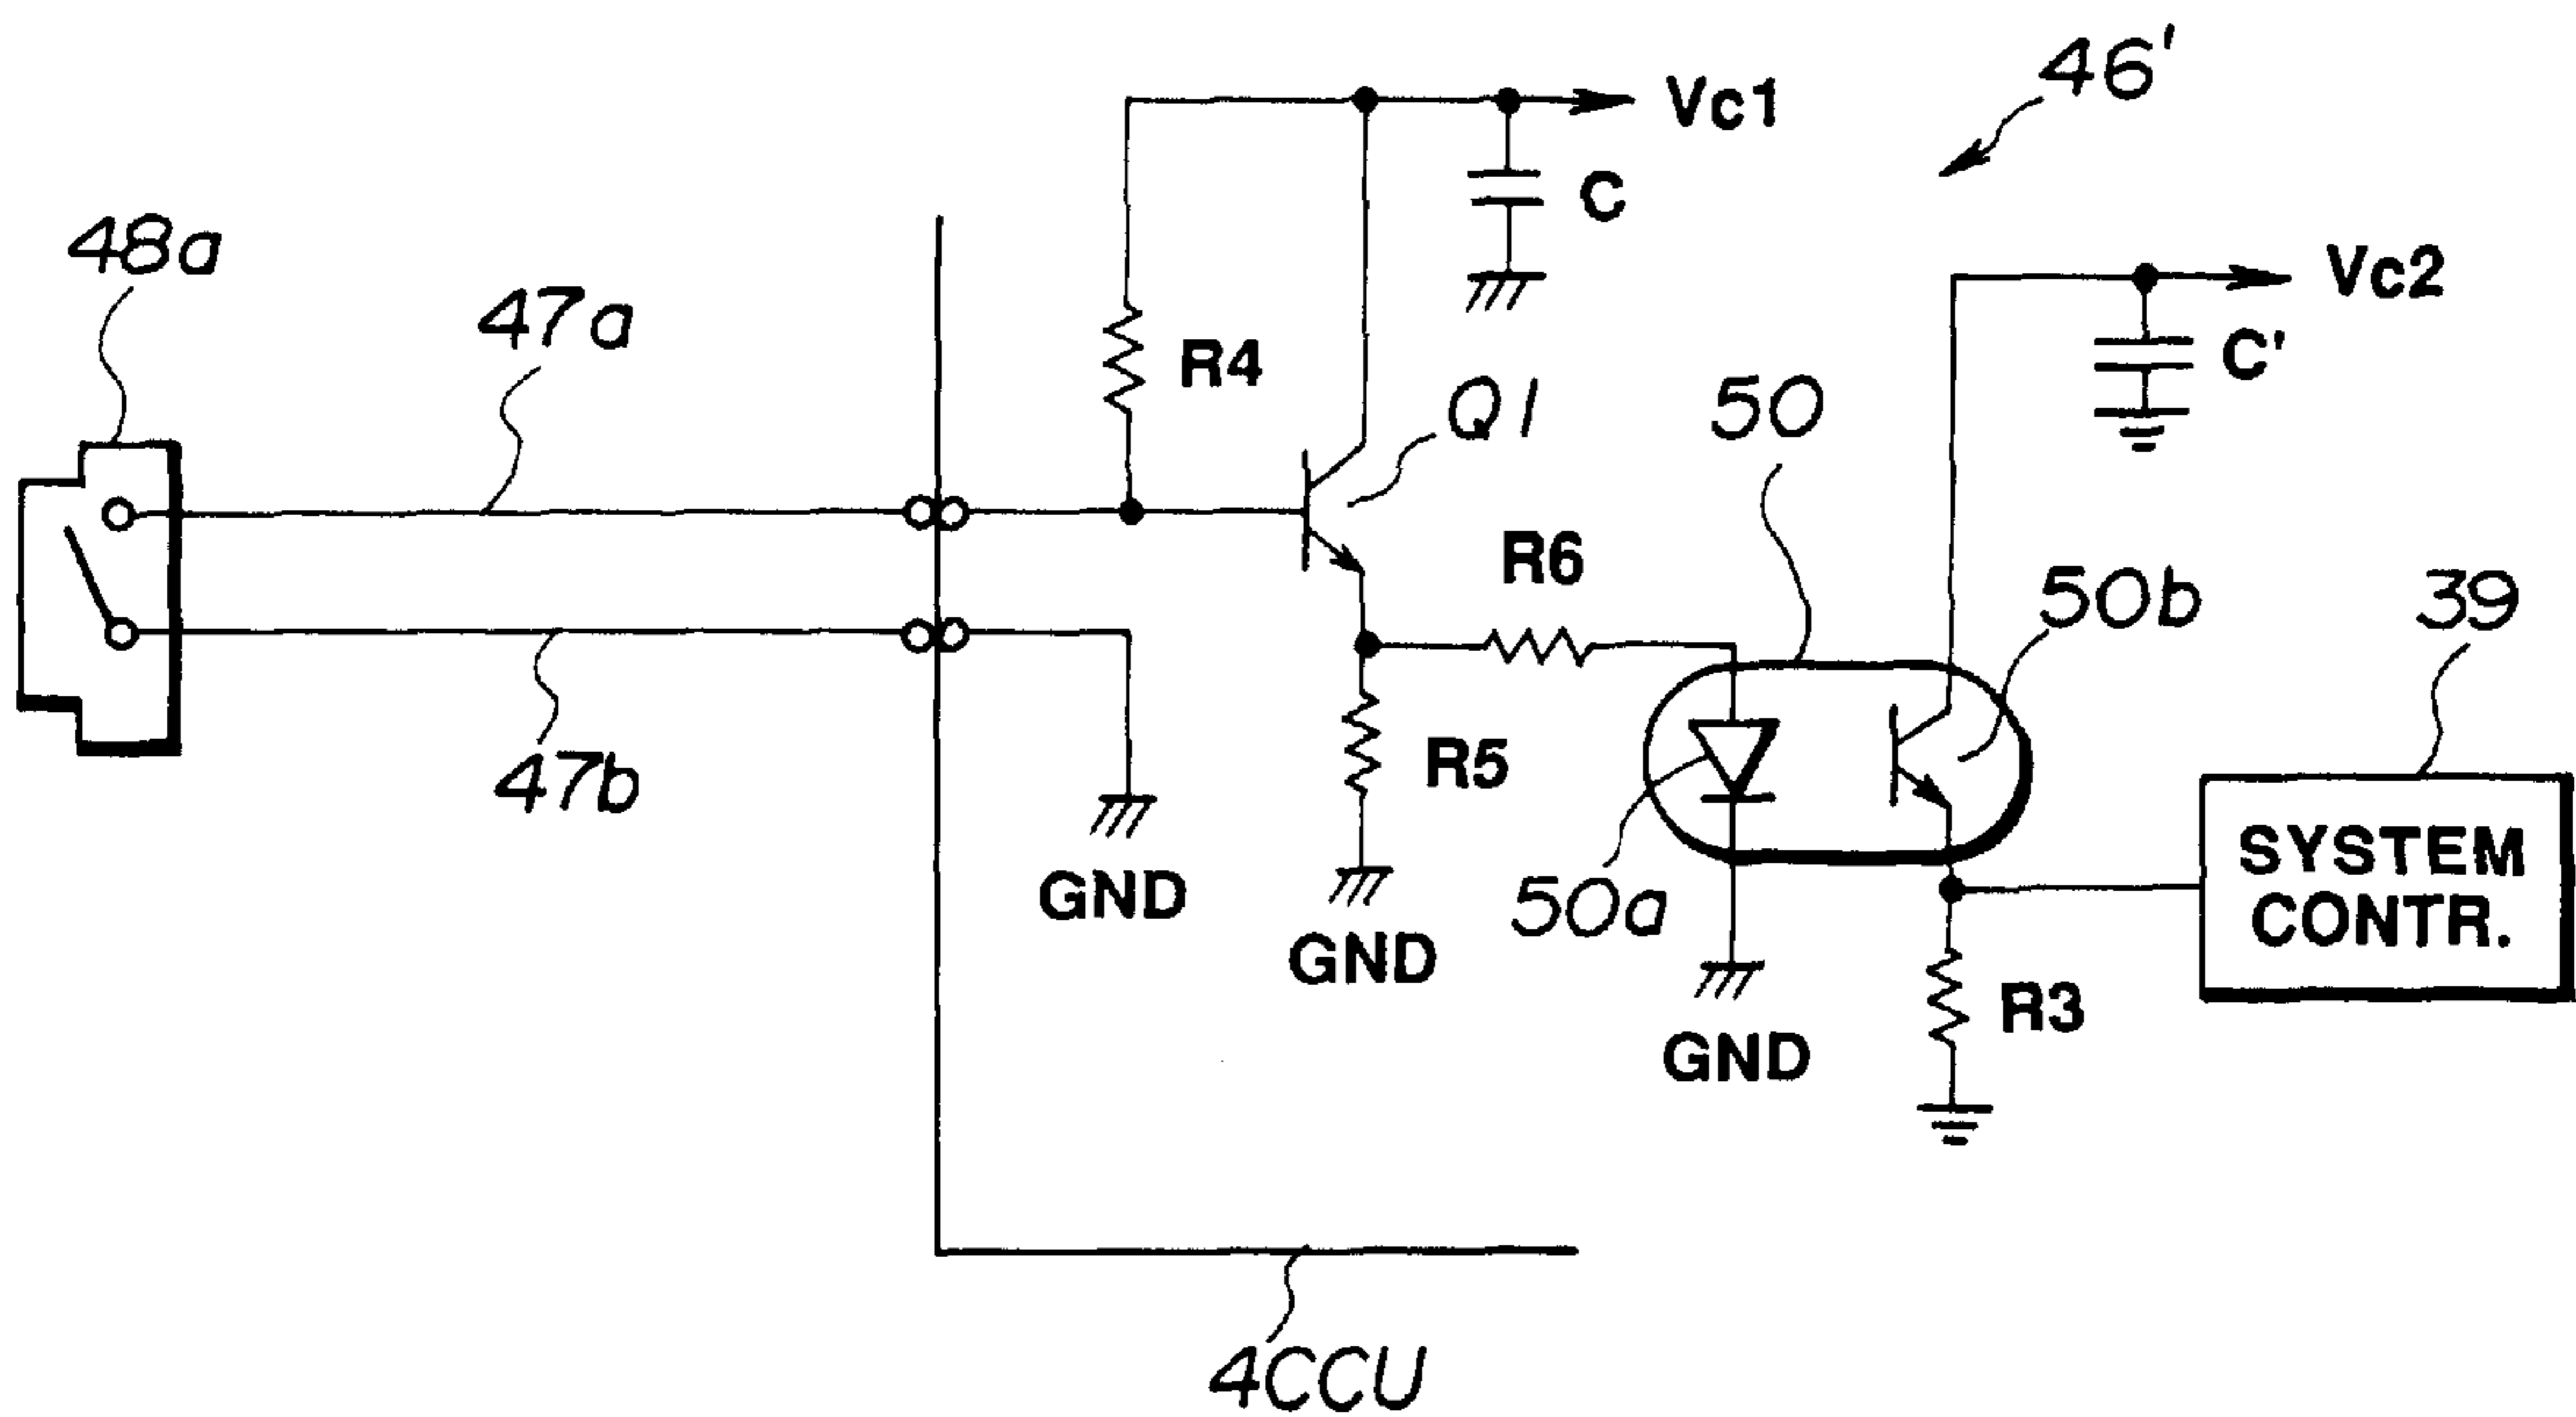 46'
Vc1
C
48a
47a
R4
Q1
50
Vc2
C'
R6
50b
39
47b
R5
50a
SYSTEM
CONTR.
GND
GND
GND
R3
4CCU